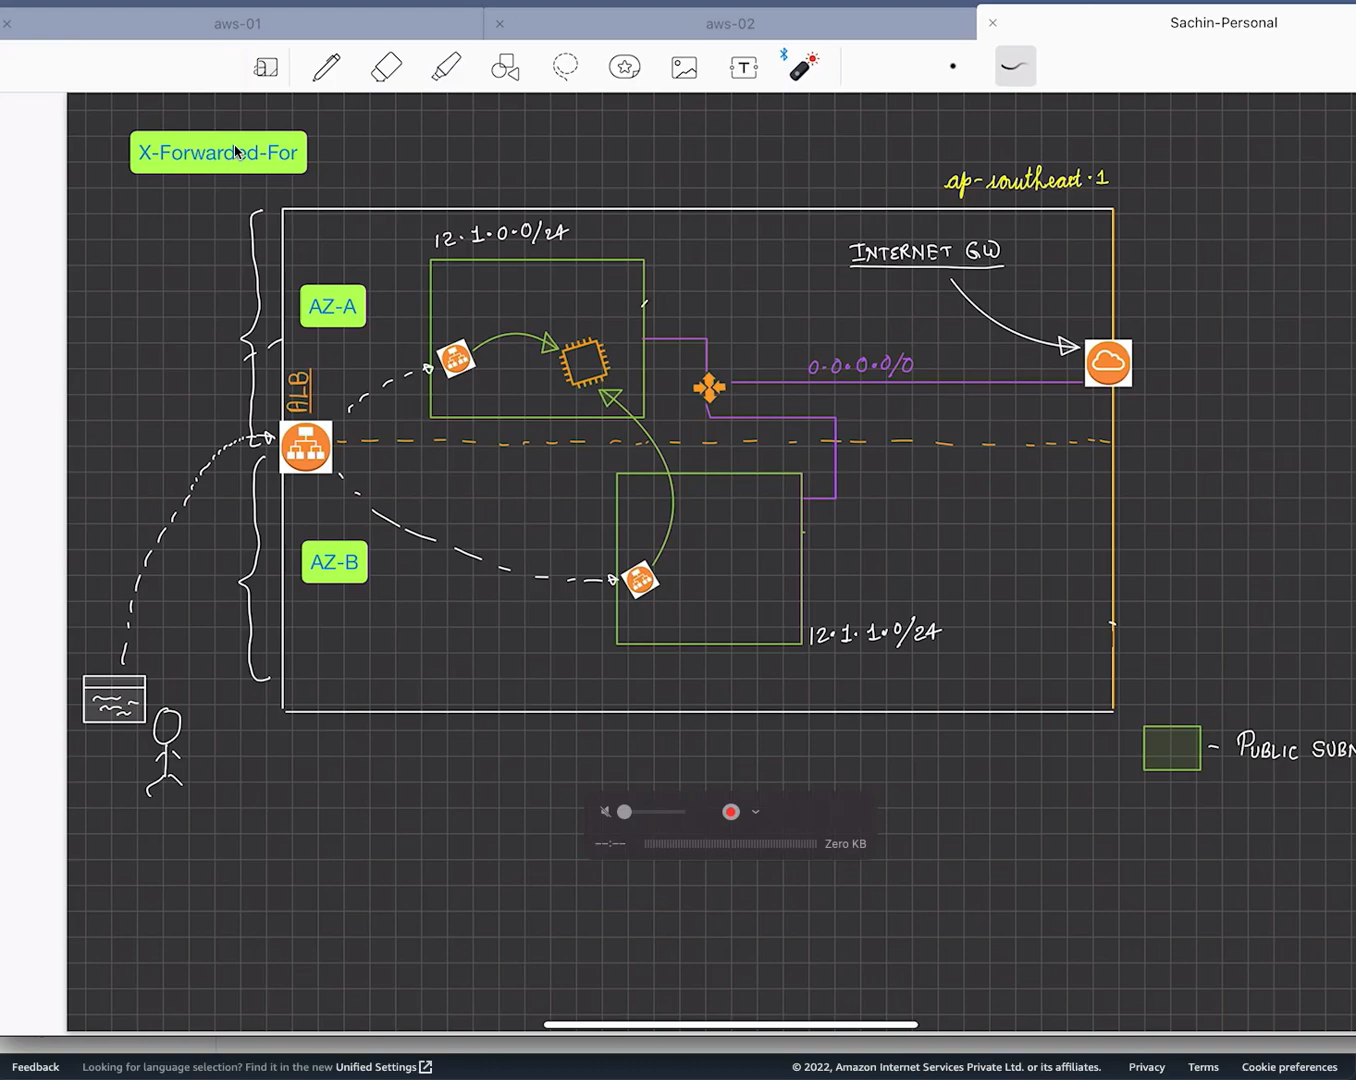 aws-01
aws-02
Sachin-Personal
T
X-Forwarded-For
ap-southeast-1
12.1.0.0/24
INTERNET GW
AZ-A
0.0.0.0/0
ALB
AZ-B
12.1.1.0/24
PUBLIC SUBN
--:--
Zero KB
Feedback
Looking for language selection? Find it in the new Unified Settings
© 2022, Amazon Internet Services Private Ltd. or its affiliates.
Privacy
Terms
Cookie preferences